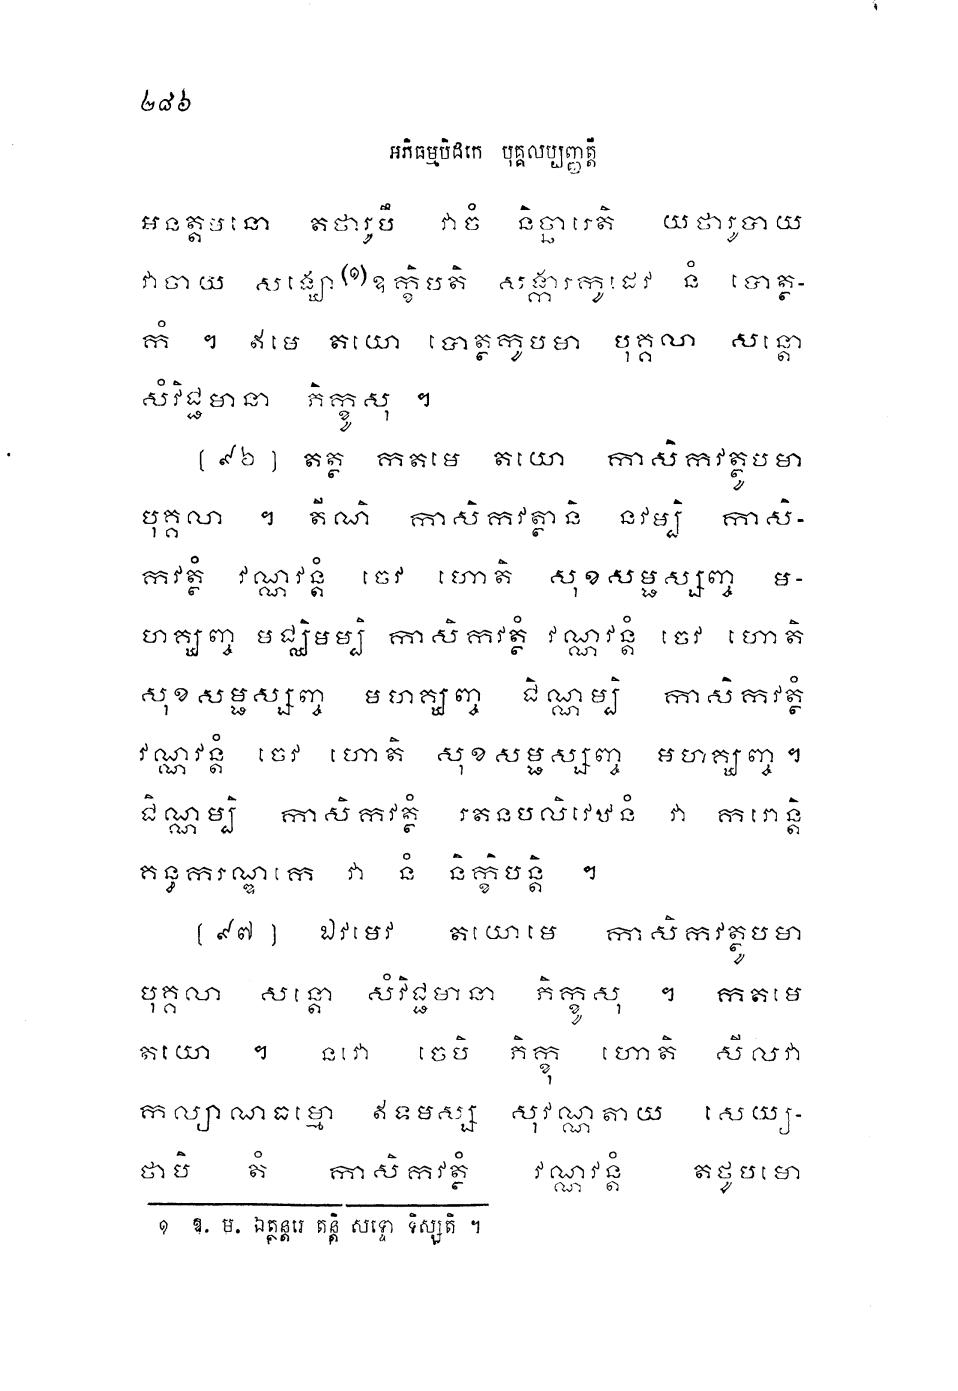 ២៨៦
អភិធម្មបិដកេ បុគ្គលប្បញ្ញត្តិ
អនត្តមនោ តថារូបឹ វាចំ និច្ឆារេតិ យថារូបាយ
វាចាយ សង្ឃោ(១)ឧក្ខិបតិ សង្ការកូដេវ នំ បោត្ថ-
កំ ។ ឥមេ តយោ បោត្ថកូបមា បុគ្គលា សន្តោ
សំវិជ្ជមានា ភិក្ខូសុ ។
(៩៦) តត្ថ កតមេ តយោ កាសិកវត្ថូបមា
បុគ្គលា ។ តីណិ កាសិកវត្ថានិ នវម្បិ កាសិ-
កវត្ថំ វណ្ណវន្តំ ចេវ ហោតិ សុខសម្ផស្សញ្ច ម-
ហគ្ឃញ្ច មជ្ឈិមម្បិ កាសិកវត្ថំ វណ្ណវន្តំ ចេវ ហោតិ
សុខសម្ផស្សញ្ច មហគ្ឃញ្ច ជិណ្ណម្បិ កាសិកវត្ថំ
វណ្ណវន្តំ ចេវ ហោតិ សុខសម្ផស្សញ្ច មហគ្ឃញ្ច ។
ជិណ្ណម្បិ កាសិកវត្ថំ រតនបលិវេឋនំ វា ករោន្តិ
គន្ធករណ្ឌកេ វា នំ និក្ខិបន្តិ ។
(៩៧) ឯវមេវ តយោមេ កាសិកវត្ថូបមា
បុគ្គលា សន្តោ សំវិជ្ជមានា ភិក្ខូសុ ។ កតមេ
តយោ ។ នវោ ចេបិ ភិក្ខុ ហោតិ សីលវា
កល្យាណធម្មោ ឥទមស្ស សុវណ្ណតាយ សេយ្យ-
ថាបិ តំ កាសិកវត្ថំ វណ្ណវន្តំ តថូបមោ
១ ឱ. ម. ឯត្ថន្តរេ តន្តិ សទ្ទោ ទិស្សតិ ។